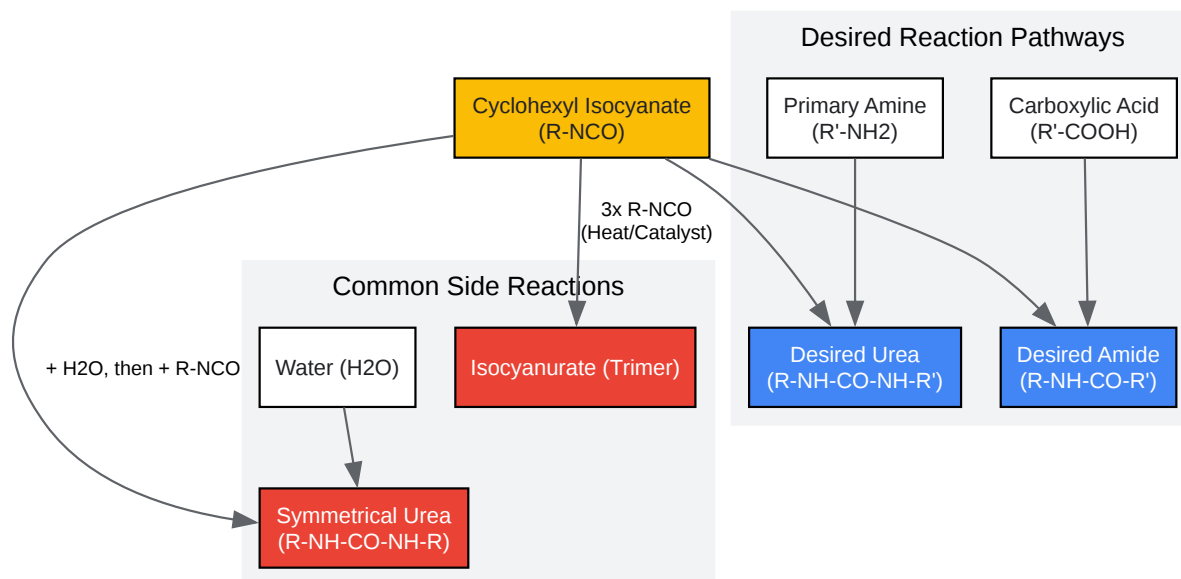 Desired Reaction Pathways
Cyclohexyl Isocyanate
(R-NCO)
Primary Amine
(R'-NH2)
Carboxylic Acid
(R'-COOH)
3x R-NCO
(Heat/Catalyst)
Common Side Reactions
+ H2O, then + R-NCO
Water (H2O)
Isocyanurate (Trimer)
Desired Urea
(R-NH-CO-NH-R')
Desired Amide
(R-NH-CO-R')
Symmetrical Urea
(R-NH-CO-NH-R)